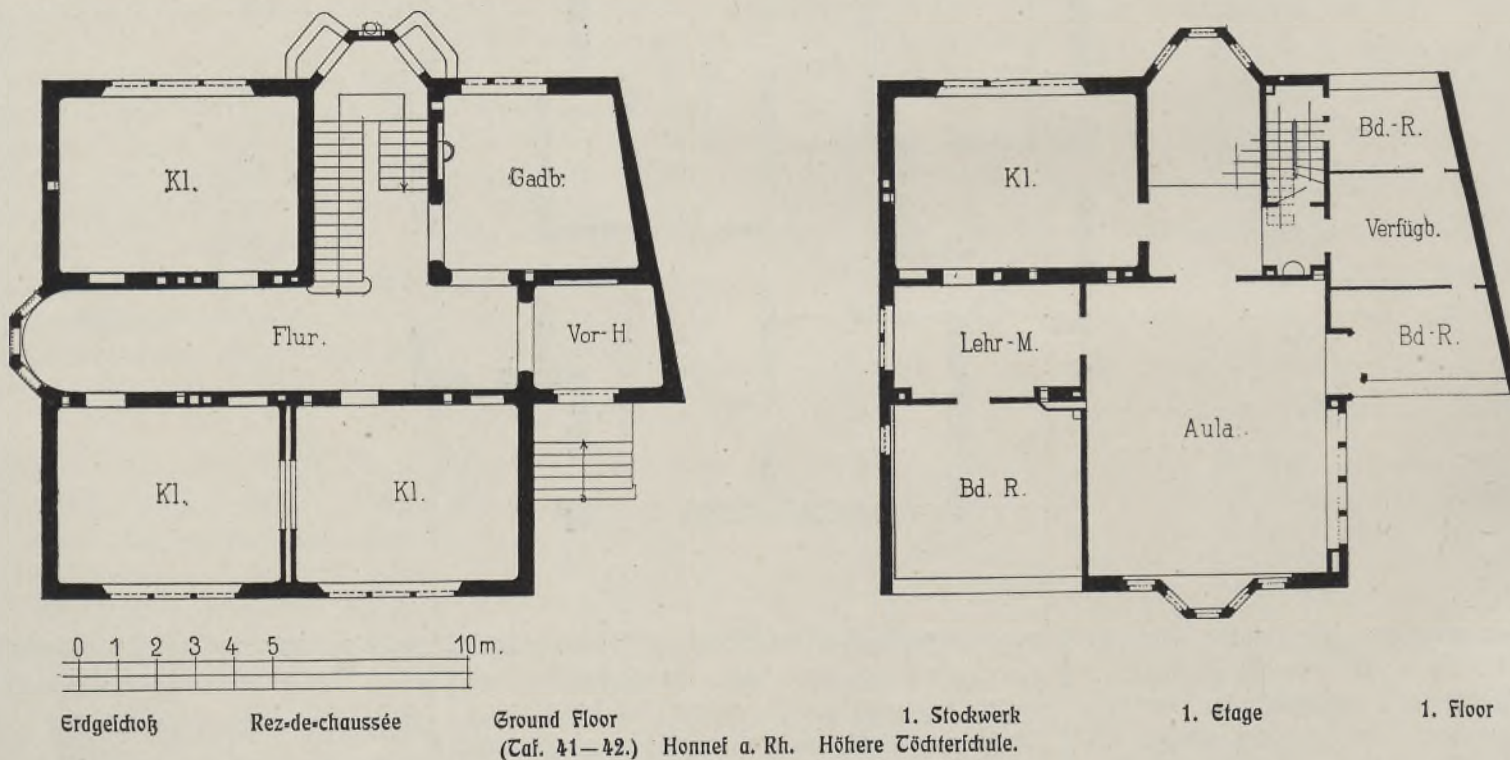 Kl.
Gadb.
Flur.
Vor-H.
Kl.
Kl.
Kl.
Bd.-R.
Verfügb.
Lehr-M.
Bd-R.
Aula.
Bd. R.
0 1 2 3 4 5 10 m.
Erdgeschoß Rez-de-chaussée Ground Floor
1. Stockwerk 1. Etage 1. Floor
(Taf. 41—42.) Honnef a. Rh. Höhere Töchterschule.